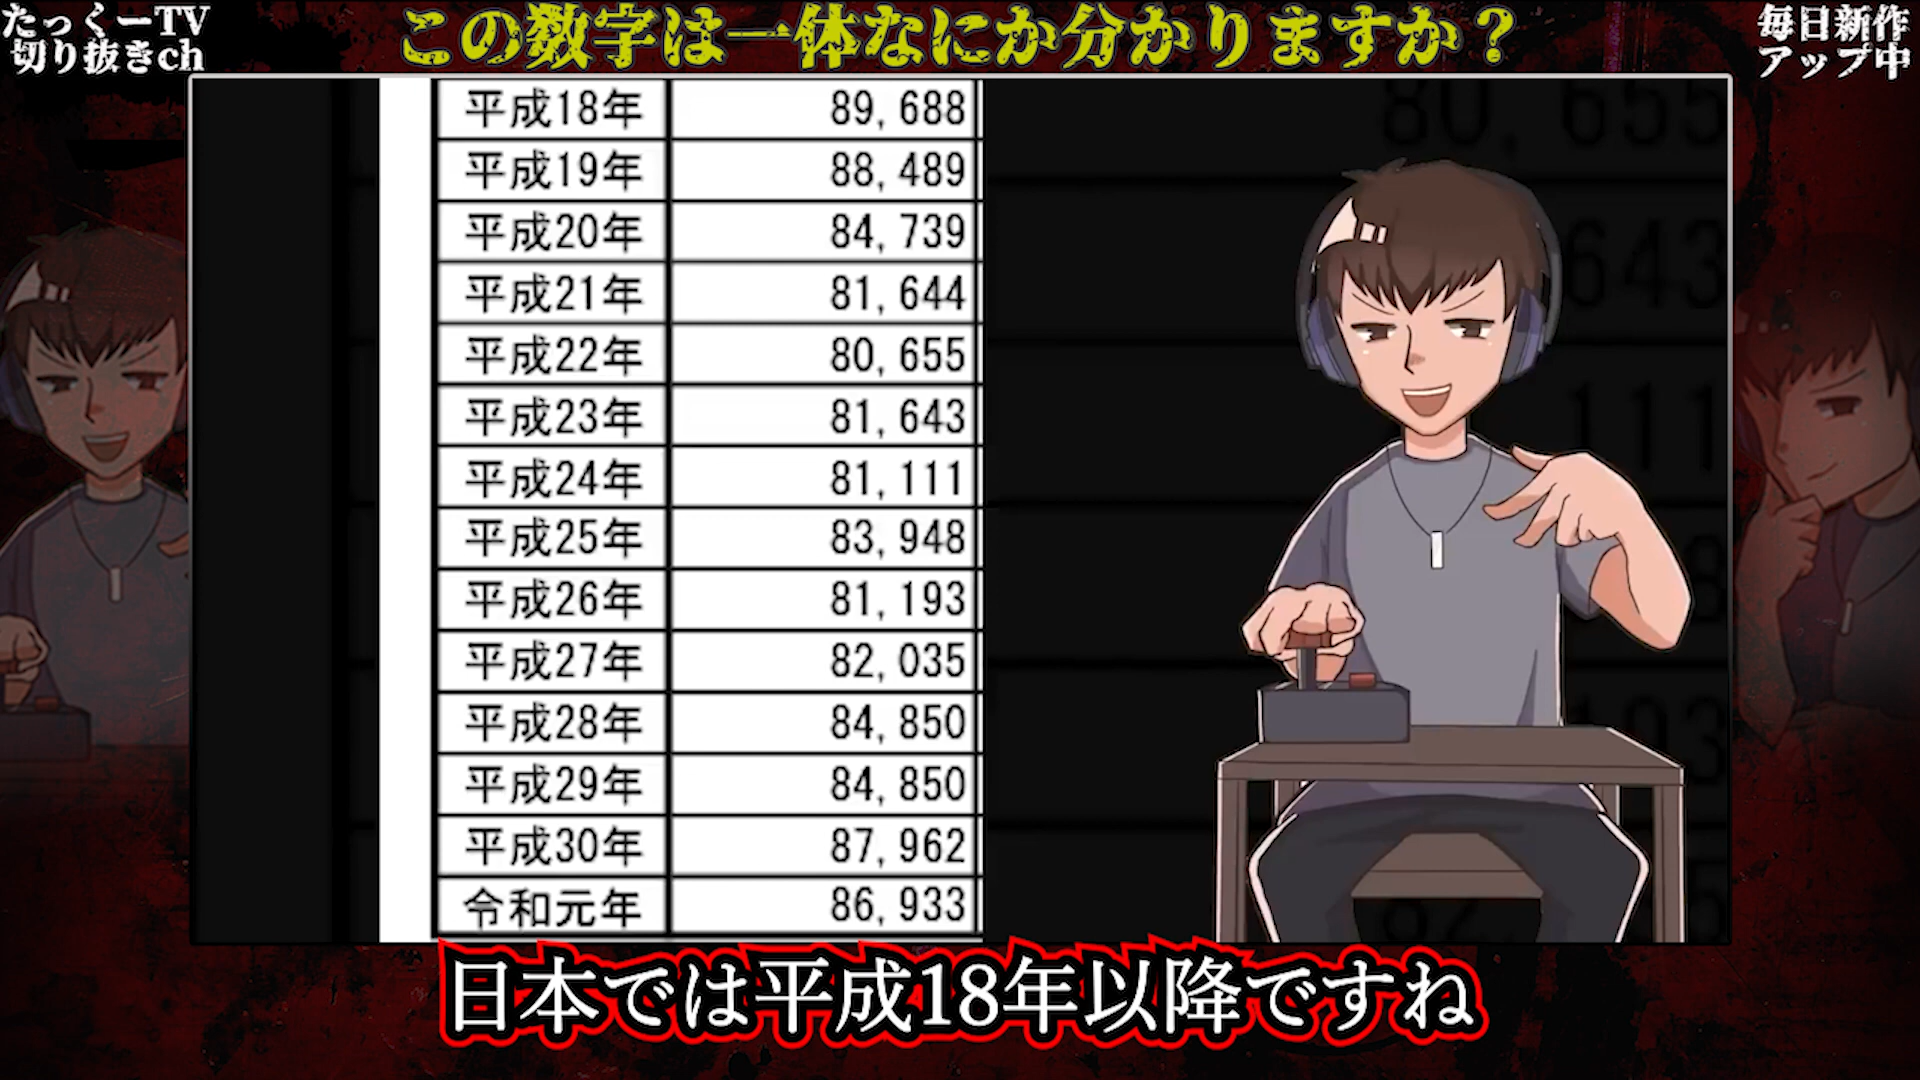 たっくーTV
切り抜きch
この数字は一体なにか分かりますか？
毎日新作
アップ中
平成18年 89,688
平成19年 88,489
平成20年 84,739
平成21年 81,644
平成22年 80,655
平成23年 81,643
平成24年 81,111
平成25年 83,948
平成26年 81,193
平成27年 82,035
平成28年 84,850
平成29年 84,850
平成30年 87,962
令和元年 86,933
80,655
643
111
日本では平成18年以降ですね